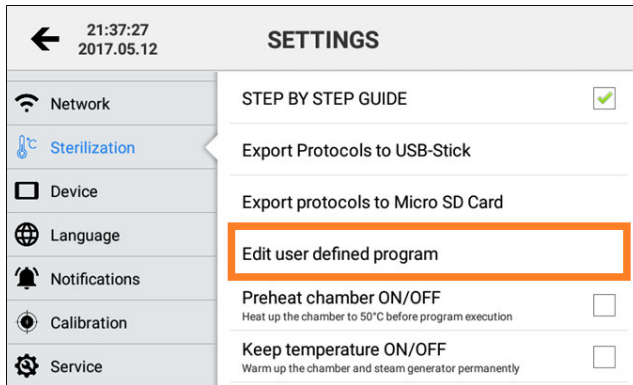 21:37:27
2017.05.12
SETTINGS
Network
°C Sterilization
Device
Language
Notifications
Calibration
Service
STEP BY STEP GUIDE
Export Protocols to USB-Stick
Export protocols to Micro SD Card
Edit user defined program
Preheat chamber ON/OFF
Heat up the chamber to 50°C before program execution
Keep temperature ON/OFF
Warm up the chamber and steam generator permanently